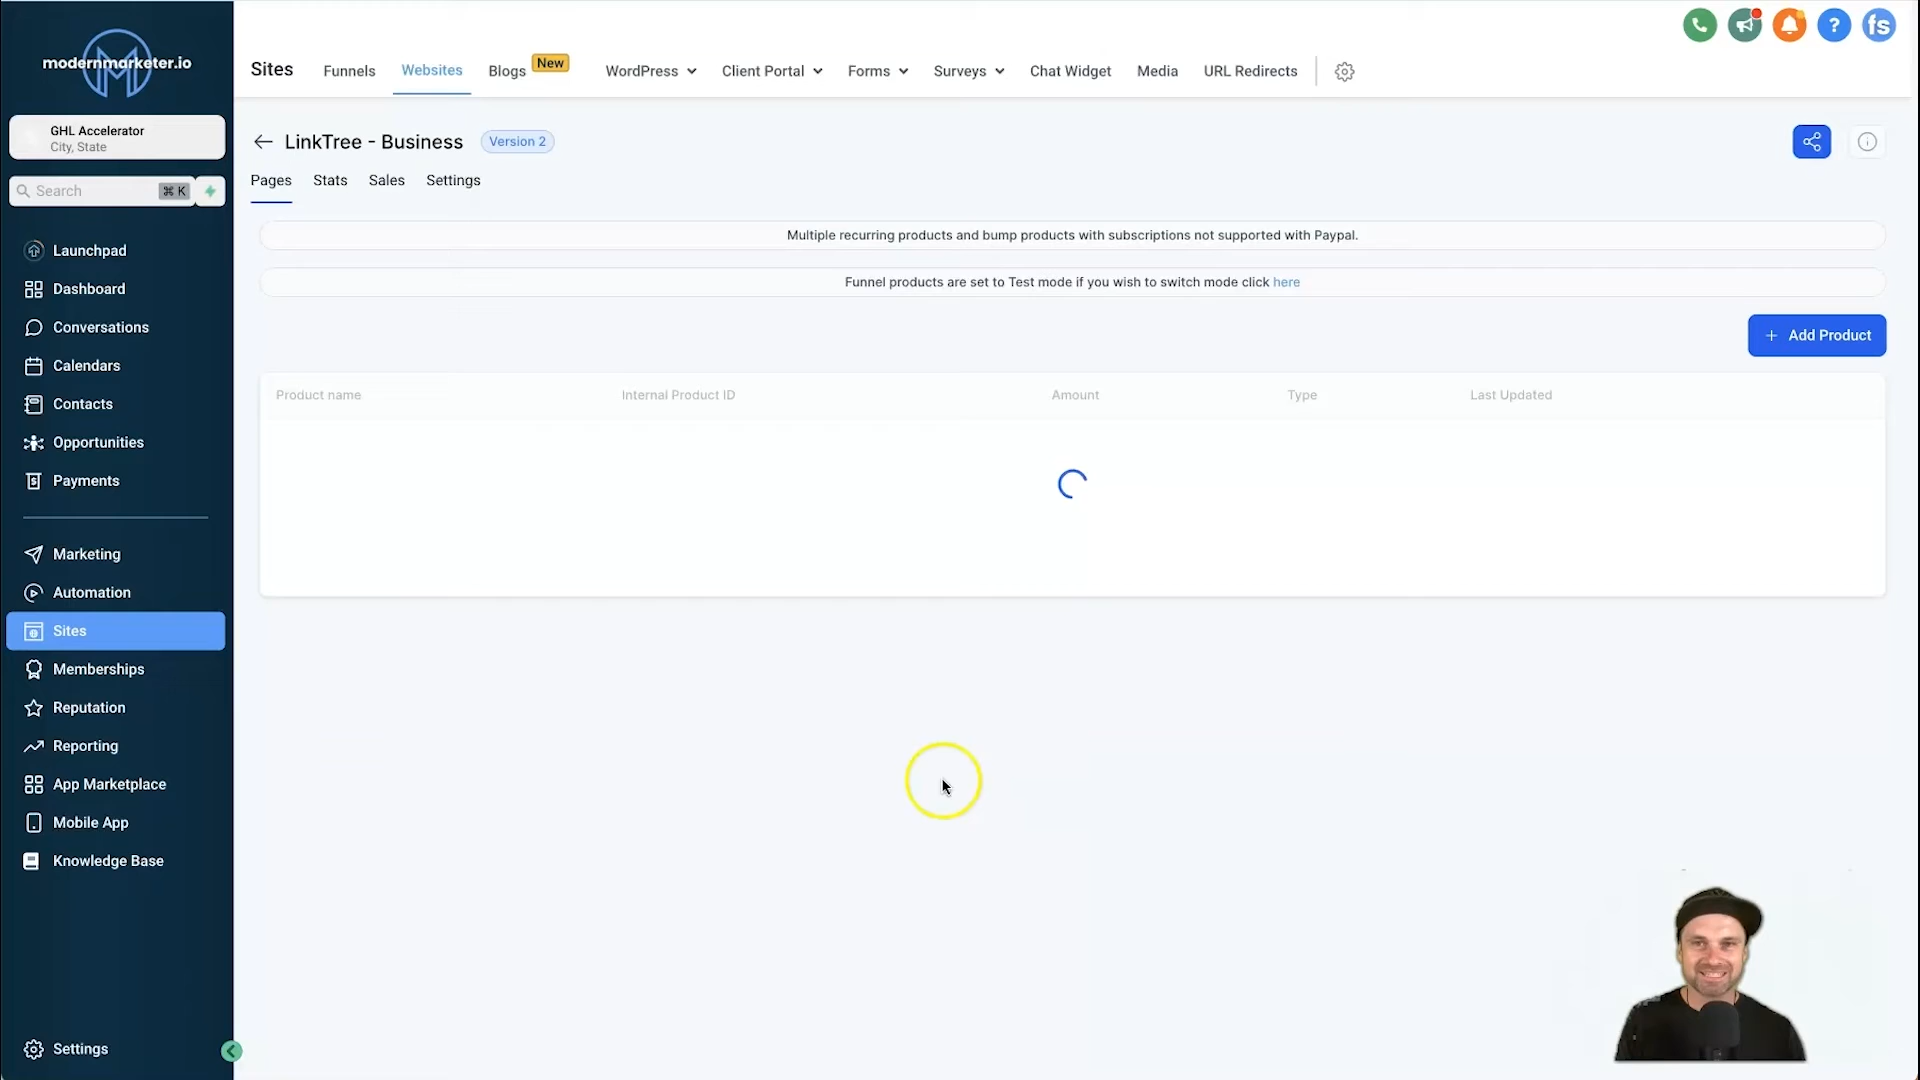 modernmarketer.io
GHL Accelerator
City, State
Search
⌘ K
Launchpad
Dashboard
Conversations
Calendars
Contacts
Opportunities
Payments
Marketing
Automation
Sites
Memberships
Reputation
Reporting
App Marketplace
Mobile App
Knowledge Base
Settings
Sites
Funnels
Websites
Blogs
New
WordPress
Client Portal
Forms
Surveys
Chat Widget
Media
URL Redirects
?
fs
LinkTree - Business
Version 2
Pages
Stats
Sales
Settings
Multiple recurring products and bump products with subscriptions not supported with Paypal.
Funnel products are set to Test mode if you wish to switch mode click here
+ Add Product
Product name
Internal Product ID
Amount
Type
Last Updated